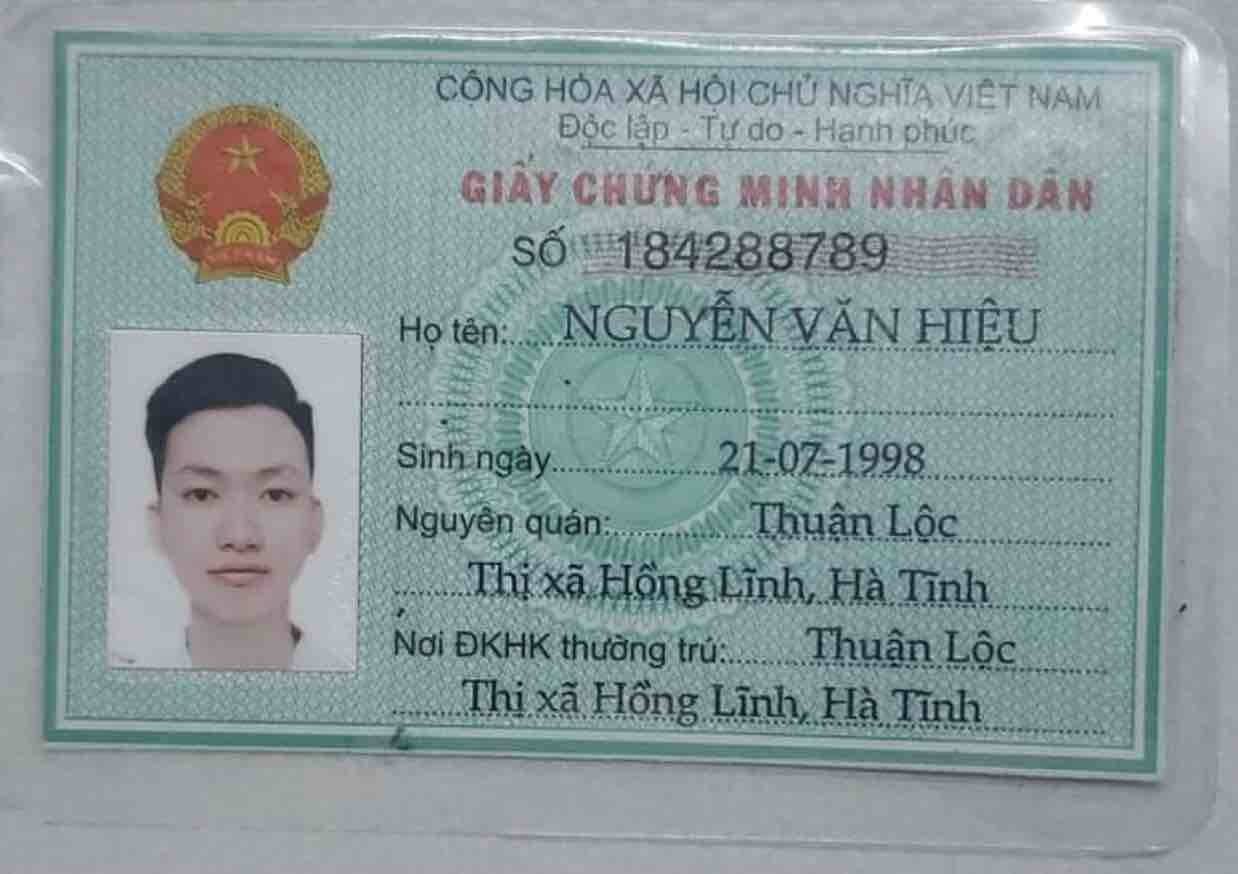 CỘNG HÒA XÃ HỘI CHỦ NGHĨA VIỆT NAM
Độc lập - Tự do - Hạnh phúc
GIẤY CHỨNG MINH NHÂN DÂN
SỐ 184288789
Họ tên: NGUYỄN VĂN HIỆU
Sinh ngày 21-07-1998
Nguyên quán: Thuận Lộc
Thị xã Hồng Lĩnh, Hà Tĩnh
Nơi ĐKHK thường trú: Thuận Lộc
Thị xã Hồng Lĩnh, Hà Tĩnh